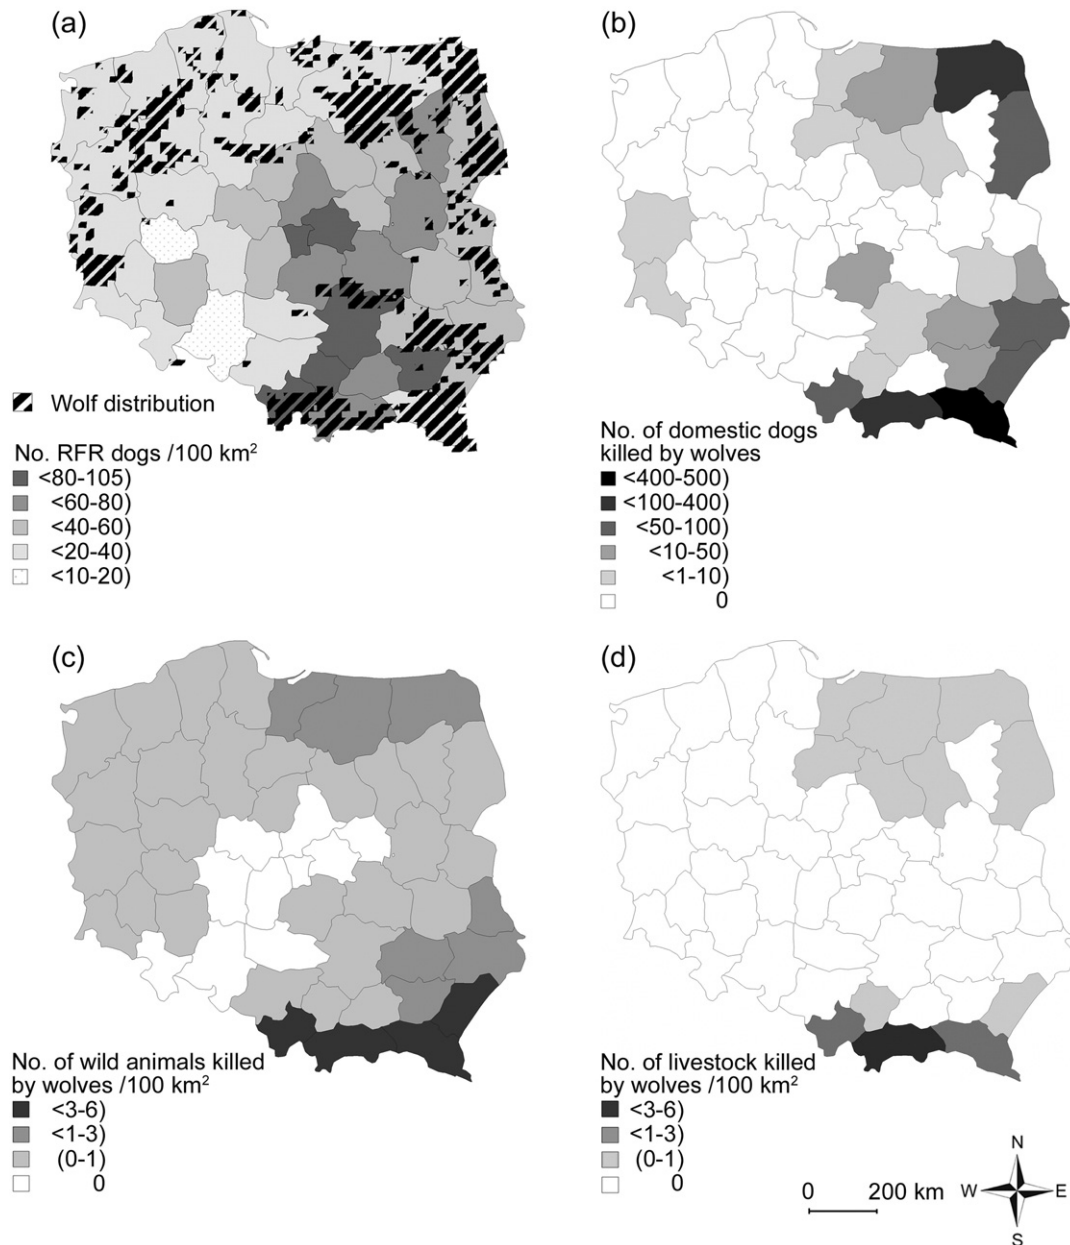 (a)
Wolf distribution
No. RFR dogs /100 km²
<80-105)
<60-80)
<40-60)
<20-40)
<10-20)
(b)
No. of domestic dogs
killed by wolves
<400-500)
<100-400)
<50-100)
<10-50)
<1-10)
0
(c)
No. of wild animals killed
by wolves /100 km²
<3-6)
<1-3)
(0-1)
0
(d)
No. of livestock killed
by wolves /100 km²
<3-6)
<1-3)
(0-1)
0
0 200 km
N
W E
S